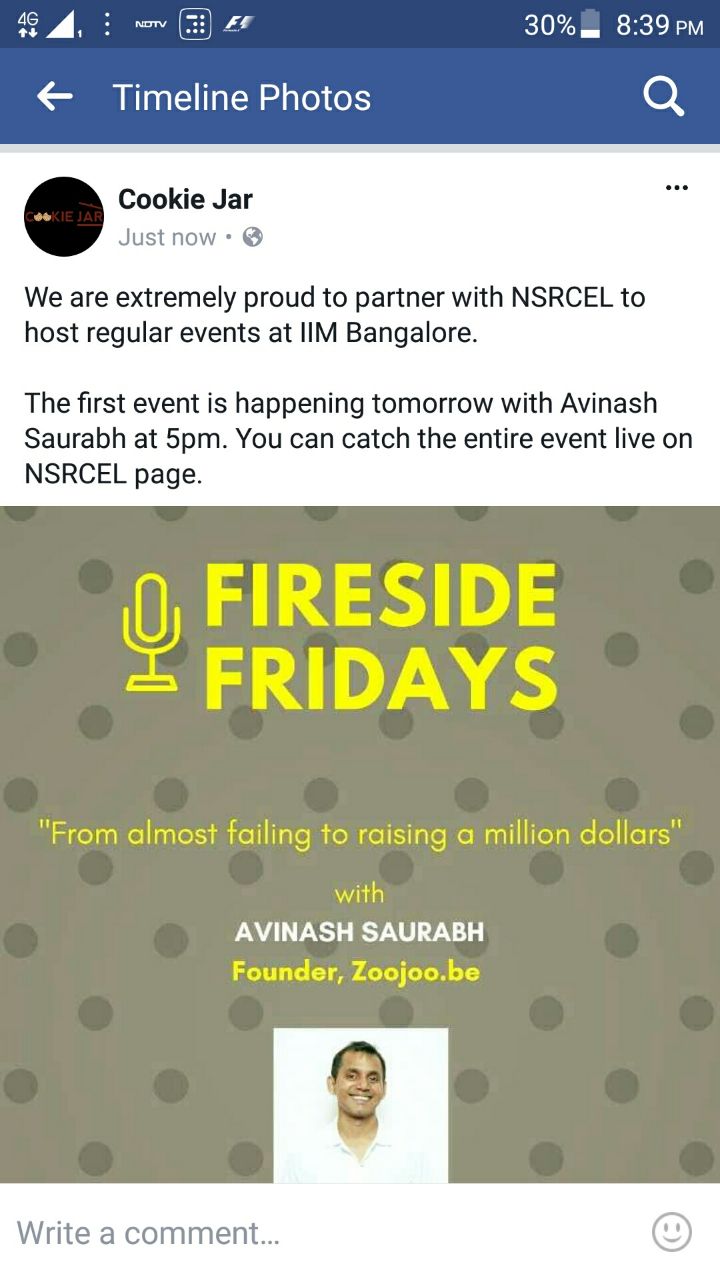 4G NDTV F1 30% 8:39 PM
Timeline Photos
COOKIE JAR
Cookie Jar
Just now •
We are extremely proud to partner with NSRCEL to
host regular events at IIM Bangalore.
The first event is happening tomorrow with Avinash
Saurabh at 5pm. You can catch the entire event live on
NSRCEL page.
FIRESIDE
FRIDAYS
"From almost failing to raising a million dollars"
with
AVINASH SAURABH
Founder, Zoojoo.be
Write a comment...